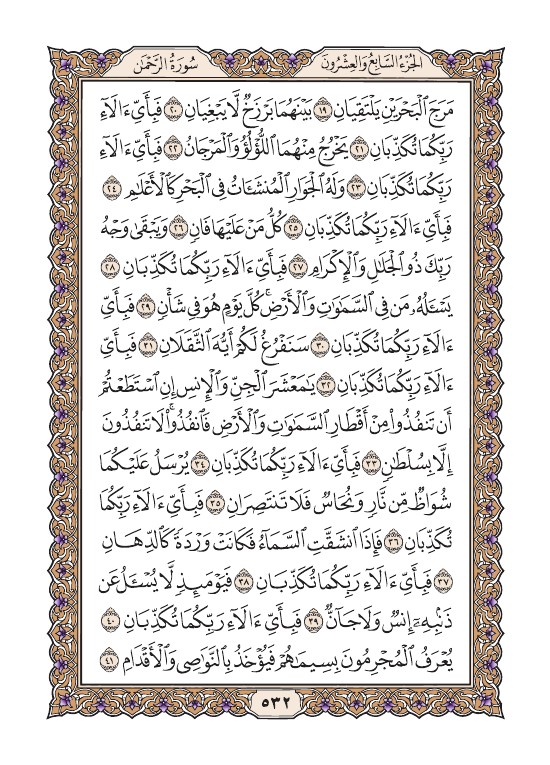 الجُزْءُ السَّابِعُ وَالعِشْرُونَ
سُورَةُ الرَّحْمَٰن
مَرَجَ ٱلْبَحْرَيْنِ يَلْتَقِيَانِ ١٩ بَيْنَهُمَا بَرْزَخٌ لَّا يَبْغِيَانِ ٢٠ فَبِأَيِّ ءَالَآءِ
رَبِّكُمَا تُكَذِّبَانِ ٢١ يَخْرُجُ مِنْهُمَا ٱللُّؤْلُؤُ وَٱلْمَرْجَانُ ٢٢ فَبِأَيِّ ءَالَآءِ
رَبِّكُمَا تُكَذِّبَانِ ٢٣ وَلَهُ ٱلْجَوَارِ ٱلْمُنشَـَٔاتُ فِي ٱلْبَحْرِ كَٱلْأَعْلَٰمِ ٢٤
فَبِأَيِّ ءَالَآءِ رَبِّكُمَا تُكَذِّبَانِ ٢٥ كُلُّ مَنْ عَلَيْهَا فَانٍ ٢٦ وَيَبْقَىٰ وَجْهُ
رَبِّكَ ذُو ٱلْجَلَٰلِ وَٱلْإِكْرَامِ ٢٧ فَبِأَيِّ ءَالَآءِ رَبِّكُمَا تُكَذِّبَانِ ٢٨
يَسْـَٔلُهُۥ مَن فِي ٱلسَّمَٰوَٰتِ وَٱلْأَرْضِۚ كُلَّ يَوْمٍ هُوَ فِي شَأْنٍ ٢٩ فَبِأَيِّ
ءَالَآءِ رَبِّكُمَا تُكَذِّبَانِ ٣٠ سَنَفْرُغُ لَكُمْ أَيُّهَ ٱلثَّقَلَانِ ٣١ فَبِأَيِّ
ءَالَآءِ رَبِّكُمَا تُكَذِّبَانِ ٣٢ يَٰمَعْشَرَ ٱلْجِنِّ وَٱلْإِنسِ إِنِ ٱسْتَطَعْتُمْ
أَن تَنفُذُوا۟ مِنْ أَقْطَارِ ٱلسَّمَٰوَٰتِ وَٱلْأَرْضِ فَٱنفُذُوا۟ۚ لَا تَنفُذُونَ
إِلَّا بِسُلْطَٰنٍ ٣٣ فَبِأَيِّ ءَالَآءِ رَبِّكُمَا تُكَذِّبَانِ ٣٤ يُرْسَلُ عَلَيْكُمَا
شُوَاظٌ مِّن نَّارٍ وَنُحَاسٌ فَلَا تَنتَصِرَانِ ٣٥ فَبِأَيِّ ءَالَآءِ رَبِّكُمَا
تُكَذِّبَانِ ٣٦ فَإِذَا ٱنشَقَّتِ ٱلسَّمَآءُ فَكَانَتْ وَرْدَةً كَٱلدِّهَانِ
٣٧ فَبِأَيِّ ءَالَآءِ رَبِّكُمَا تُكَذِّبَانِ ٣٨ فَيَوْمَئِذٍ لَّا يُسْـَٔلُ عَن
ذَنۢبِهِۦٓ إِنسٌ وَلَا جَآنٌّ ٣٩ فَبِأَيِّ ءَالَآءِ رَبِّكُمَا تُكَذِّبَانِ ٤٠
يُعْرَفُ ٱلْمُجْرِمُونَ بِسِيمَٰهُمْ فَيُؤْخَذُ بِٱلنَّوَٰصِي وَٱلْأَقْدَامِ ٤١
٥٣٢